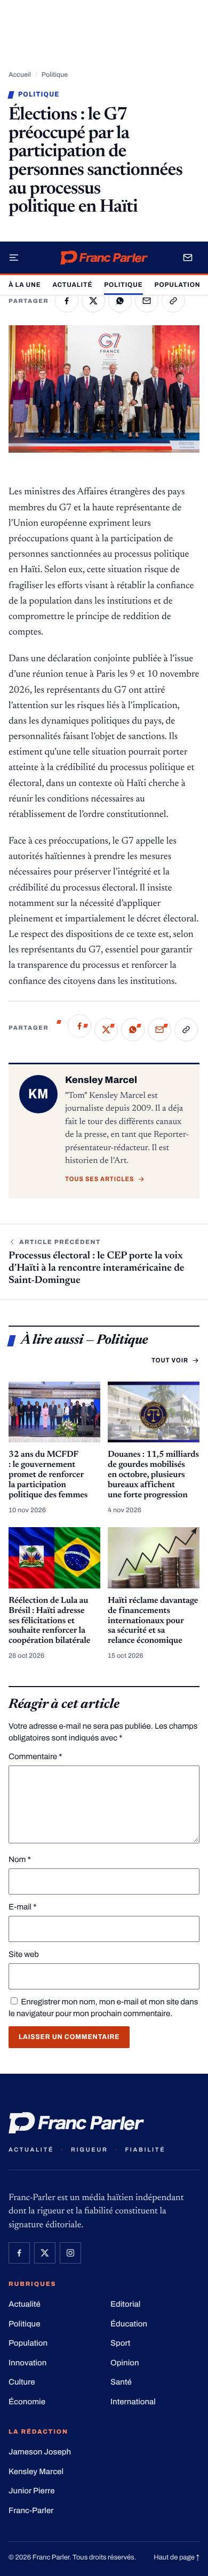 Accueil / Politique
POLITIQUE
Élections : le G7
préoccupé par la
participation de
personnes sanctionnées
au processus
politique en Haïti
Franc Parler
À LA UNE ACTUALITÉ POLITIQUE POPULATION
PARTAGER
G7
FRANCE
Les ministres des Affaires étrangères des pays
membres du G7 et la haute représentante de
l'Union européenne expriment leurs
préoccupations quant à la participation de
personnes sanctionnées au processus politique
en Haïti. Selon eux, cette situation risque de
fragiliser les efforts visant à rétablir la confiance
de la population dans les institutions et de
compromettre le principe de reddition de
comptes.
Dans une déclaration conjointe publiée à l'issue
d'une réunion tenue à Paris les 9 et 10 novembre
2026, les représentants du G7 ont attiré
l'attention sur les risques liés à l'implication,
dans les dynamiques politiques du pays, de
personnalités faisant l'objet de sanctions. Ils
estiment qu'une telle situation pourrait porter
atteinte à la crédibilité du processus politique et
électoral, dans un contexte où Haïti cherche à
rétablir l'ordre constitutionnel et à renforcer son
autorité.
Face à ces préoccupations, le G7 appelle les
autorités haïtiennes à prendre les mesures
nécessaires pour préserver l'intégrité et la
crédibilité du processus électoral. Il insiste
notamment sur la nécessité d'appliquer
pleinement et impartialement le décret électoral.
Le respect des dispositions de ce texte est, selon
les représentants du G7, essentiel pour garantir
la transparence du processus et renforcer la
confiance des citoyens dans les institutions.
PARTAGER
KM
Kensley Marcel
"Tom" Kensley Marcel est
journaliste depuis 2009. Il a déja
fait le tour des différents canaux
de la presse, en tant que Reporter-
présentateur-rédacteur. Il est
historien de l'Art.
TOUS SES ARTICLES →
ARTICLE PRÉCÉDENT
Processus électoral : le CEP porte la voix
d'Haïti à la rencontre interaméricaine de
Saint-Domingue
À lire aussi — Politique
TOUT VOIR →
32 ans du MCFDF
: le gouvernement
promet de renforcer
la participation
politique des femmes
10 nov 2026
Douanes : 11,5 milliards
de gourdes mobilisés
en octobre, plusieurs
bureaux affichent
une forte progression
4 nov 2026
Réélection de Lula au
Brésil : Haïti adresse
ses félicitations et
souhaite renforcer la
coopération bilatérale
26 oct 2026
Haïti réclame davantage
de financements
internationaux pour
sa sécurité et sa
relance économique
15 oct 2026
Réagir à cet article
Votre adresse e-mail ne sera pas publiée. Les champs
obligatoires sont indiqués avec *
Commentaire *
Nom *
E-mail *
Site web
Enregistrer mon nom, mon e-mail et mon site dans
le navigateur pour mon prochain commentaire.
LAISSER UN COMMENTAIRE
Franc Parler
ACTUALITÉ · RIGUEUR · FIABILITÉ
Franc-Parler est un média haïtien indépendant
dont la rigueur et la fiabilité constituent la
signature éditoriale.
RUBRIQUES
Actualité Editorial
Politique Éducation
Population Sport
Innovation Opinion
Culture Santé
Économie International
LA RÉDACTION
Jameson Joseph
Kensley Marcel
Junior Pierre
Franc-Parler
© 2026 Franc Parler. Tous droits réservés. Haut de page ↑